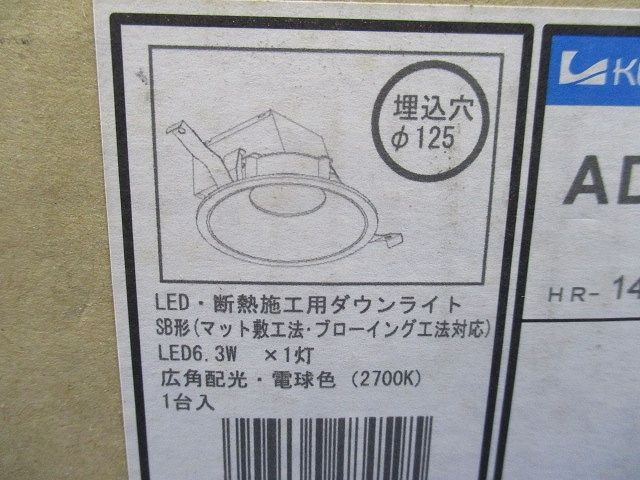 埋込穴
φ125
LED・断熱施工用ダウンライト
SB形(マット敷工法・ブローイング工法対応)
LED6.3W ×1灯
広角配光・電球色(2700K)
1台入
K
AD
HR- 14